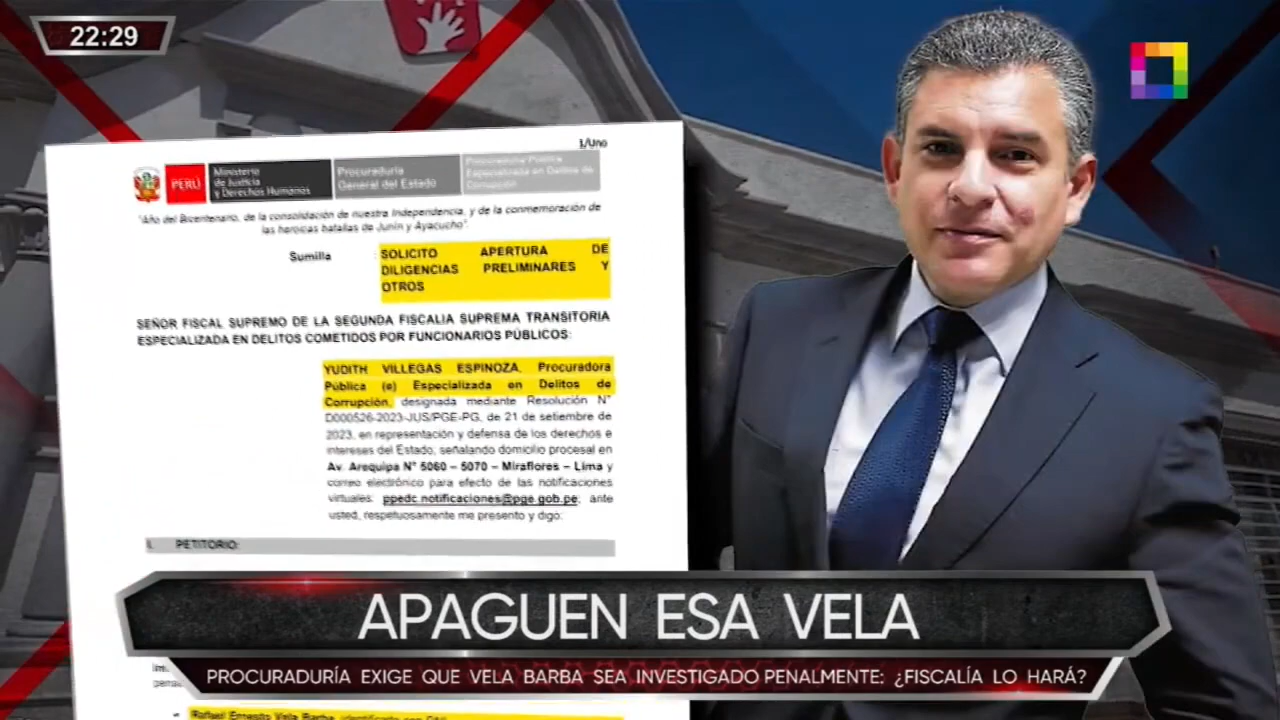 22:29
1/Uno
PERÚ
Ministerio
de Justicia
y Derechos Humanos
Procuraduría
General del Estado
Procuraduría Pública
Especializada en Delitos de
Corrupción
"Año del Bicentenario, de la consolidación de nuestra Independencia, y de la conmemoración de
las heroicas batallas de Junín y Ayacucho".
Sumilla :
SOLICITO APERTURA DE
DILIGENCIAS PRELIMINARES Y
OTROS
SEÑOR FISCAL SUPREMO DE LA SEGUNDA FISCALIA SUPREMA TRANSITORIA
ESPECIALIZADA EN DELITOS COMETIDOS POR FUNCIONARIOS PÚBLICOS:
YUDITH VILLEGAS ESPINOZA, Procuradora
Pública (e) Especializada en Delitos de
Corrupción, designada mediante Resolución N°
D000526-2023-JUS/PGE-PG, de 21 de setiembre de
2023, en representación y defensa de los derechos e
intereses del Estado, señalando domicilio procesal en
Av. Arequipa N° 5060 – 5070 – Miraflores – Lima y
correo electrónico para efecto de las notificaciones
virtuales: ppedc.notificaciones@pge.gob.pe; ante
usted, respetuosamente me presento y digo:
I. PETITORIO:
APAGUEN ESA VELA
PROCURADURÍA EXIGE QUE VELA BARBA SEA INVESTIGADO PENALMENTE: ¿FISCALÍA LO HARÁ?
Rafael Ernesto Vela Barba, identificado con